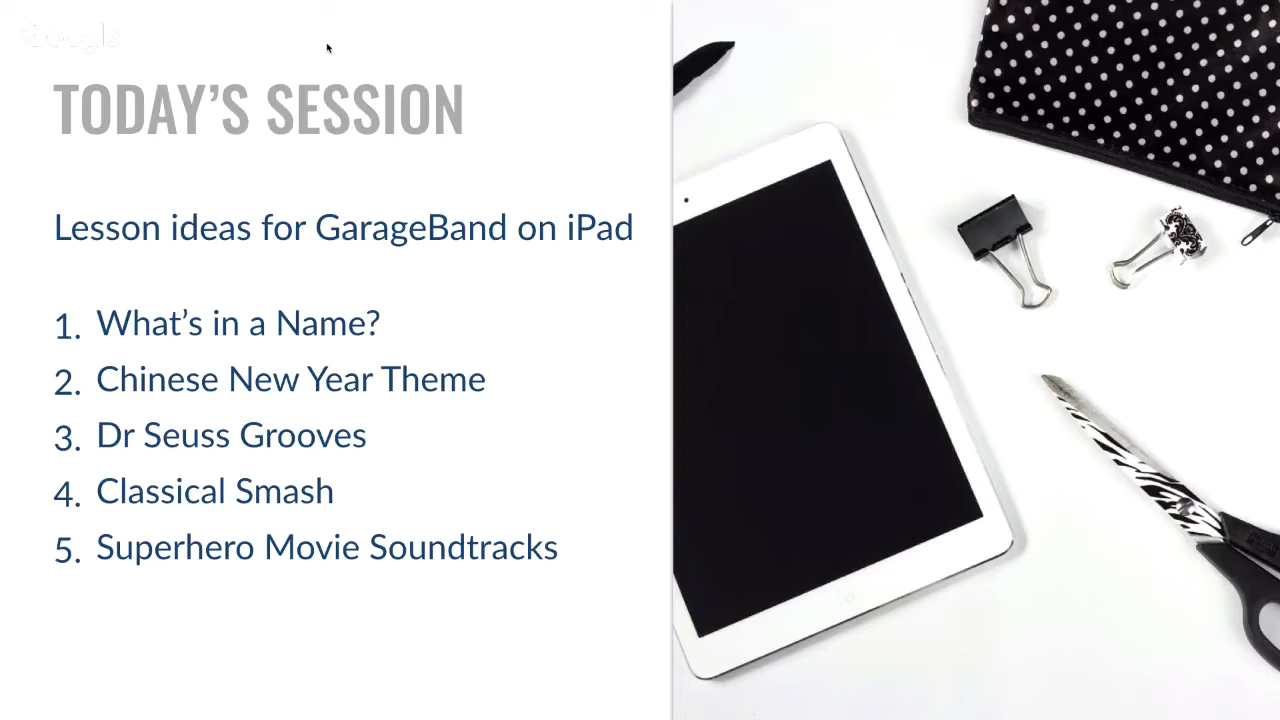 Google
TODAY'S SESSION
Lesson ideas for GarageBand on iPad
1. What's in a Name?
2. Chinese New Year Theme
3. Dr Seuss Grooves
4. Classical Smash
5. Superhero Movie Soundtracks